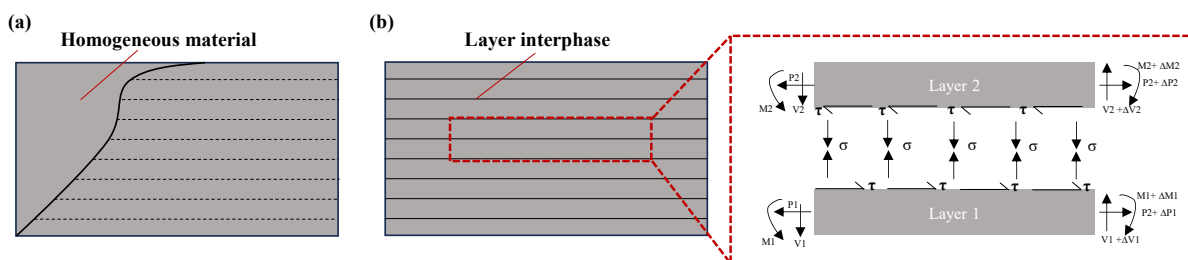 (a)
Homogeneous material
(b)
Layer interphase
Layer 2
M2
P2
V2
M2+ ΔM2
P2+ ΔP2
V2 +ΔV2
τ τ τ τ
σ σ σ σ σ
τ τ τ τ
Layer 1
M1
P1
V1
M1+ ΔM1
P2+ ΔP1
V1 +ΔV1